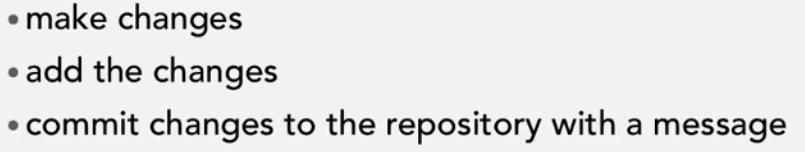 • make changes
• add the changes
• commit changes to the repository with a message